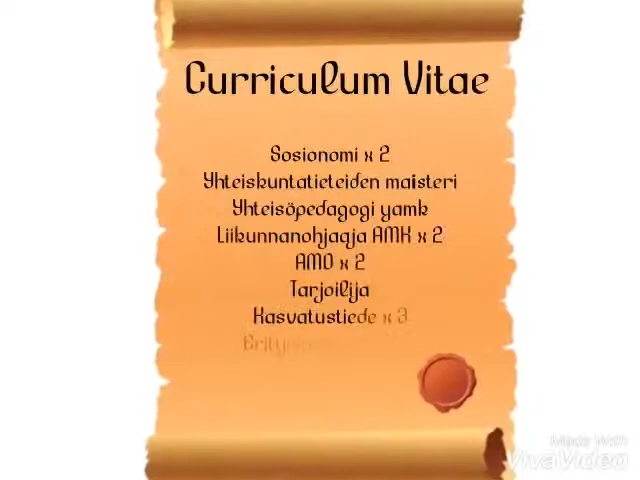 Curriculum Vitae
Sosionomi x 2
Yhteiskuntatieteiden maisteri
Yhteisöpedagogi yamk
Liikunnanohjaaja AMK x 2
AMO x 2
Tarjoilija
Kasvatustiede x 3
Made With
VivaVideo